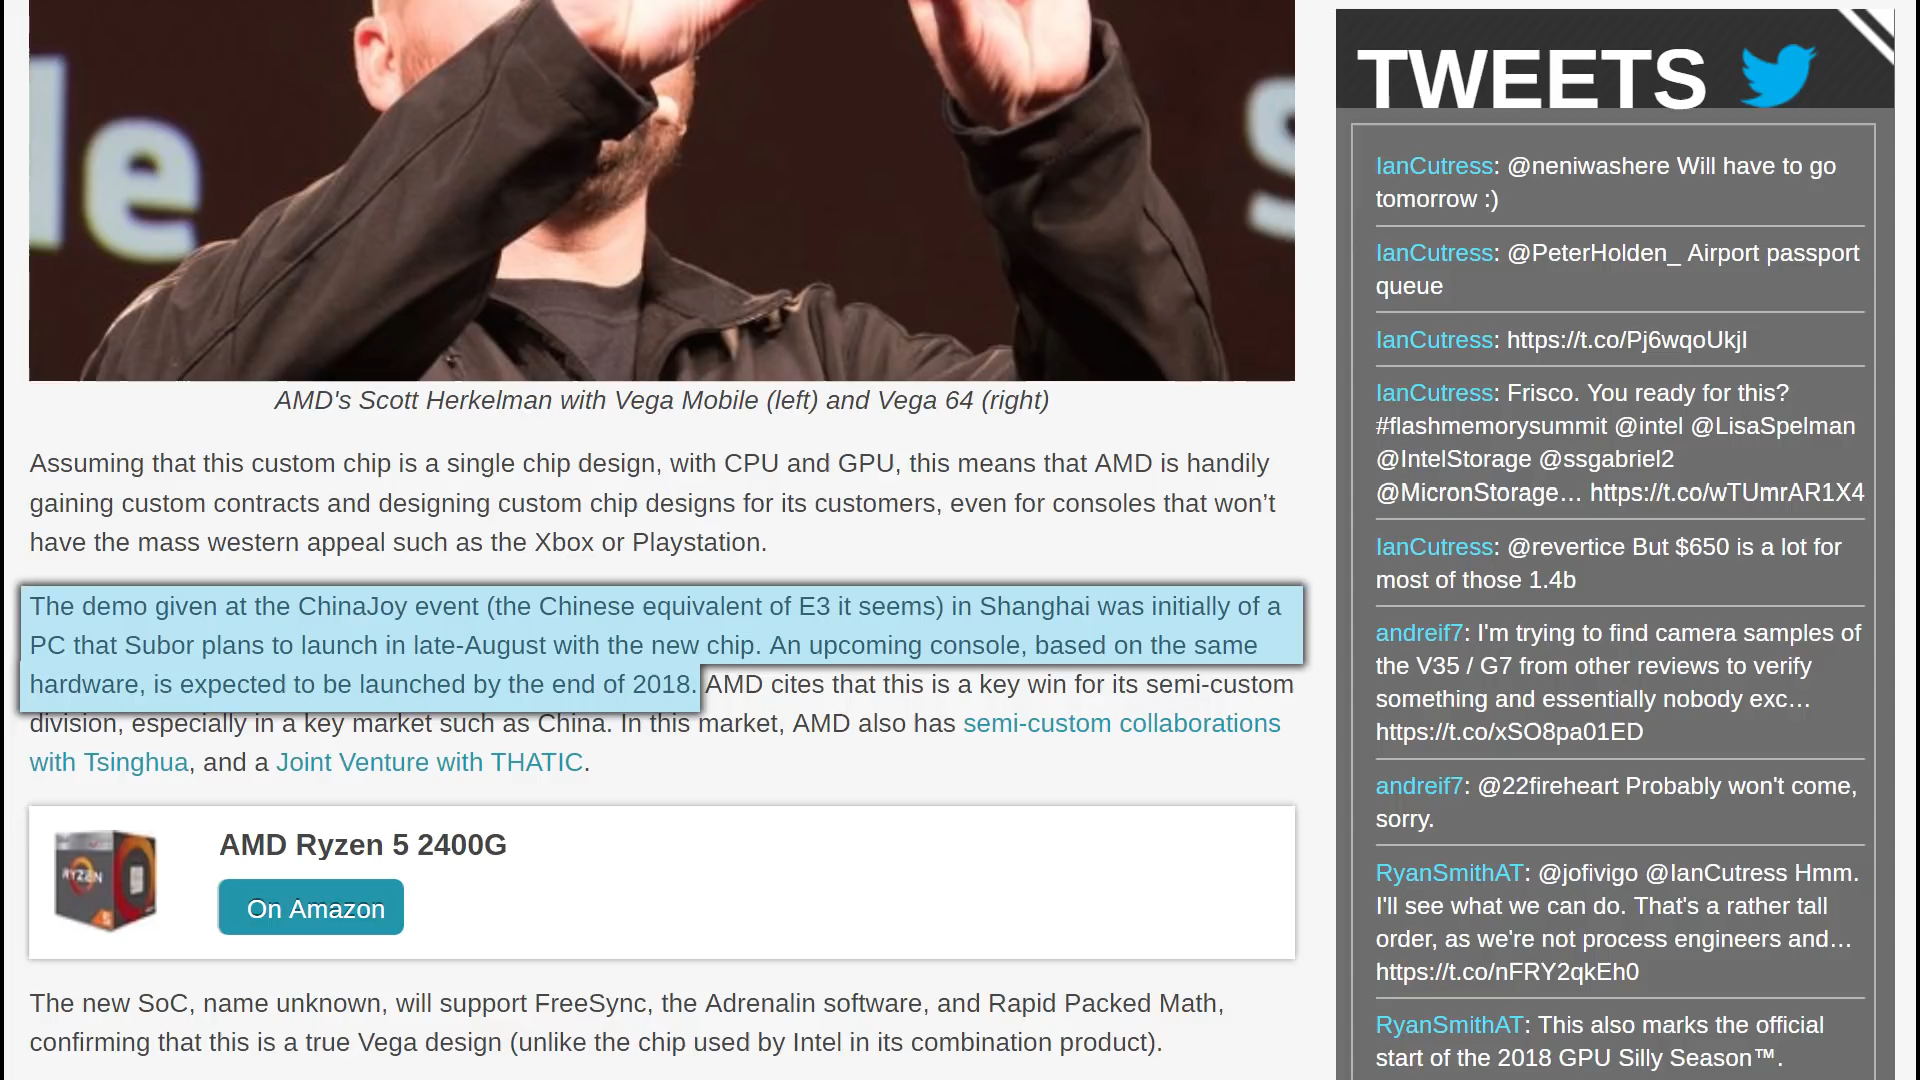 le
S
AMD's Scott Herkelman with Vega Mobile (left) and Vega 64 (right)
Assuming that this custom chip is a single chip design, with CPU and GPU, this means that AMD is handily
gaining custom contracts and designing custom chip designs for its customers, even for consoles that won't
have the mass western appeal such as the Xbox or Playstation.
The demo given at the ChinaJoy event (the Chinese equivalent of E3 it seems) in Shanghai was initially of a
PC that Subor plans to launch in late-August with the new chip. An upcoming console, based on the same
hardware, is expected to be launched by the end of 2018. AMD cites that this is a key win for its semi-custom
division, especially in a key market such as China. In this market, AMD also has semi-custom collaborations
with Tsinghua, and a Joint Venture with THATIC.
RYZEN
5
AMD Ryzen 5 2400G
On Amazon
The new SoC, name unknown, will support FreeSync, the Adrenalin software, and Rapid Packed Math,
confirming that this is a true Vega design (unlike the chip used by Intel in its combination product).
TWEETS
IanCutress: @neniwashere Will have to go
tomorrow :)
IanCutress: @PeterHolden_ Airport passport
queue
IanCutress: https://t.co/Pj6wqoUkjI
IanCutress: Frisco. You ready for this?
#flashmemorysummit @intel @LisaSpelman
@IntelStorage @ssgabriel2
@MicronStorage… https://t.co/wTUmrAR1X4
IanCutress: @revertice But $650 is a lot for
most of those 1.4b
andreif7: I'm trying to find camera samples of
the V35 / G7 from other reviews to verify
something and essentially nobody exc…
https://t.co/xSO8pa01ED
andreif7: @22fireheart Probably won't come,
sorry.
RyanSmithAT: @jofivigo @IanCutress Hmm.
I'll see what we can do. That's a rather tall
order, as we're not process engineers and…
https://t.co/nFRY2qkEh0
RyanSmithAT: This also marks the official
start of the 2018 GPU Silly Season™.